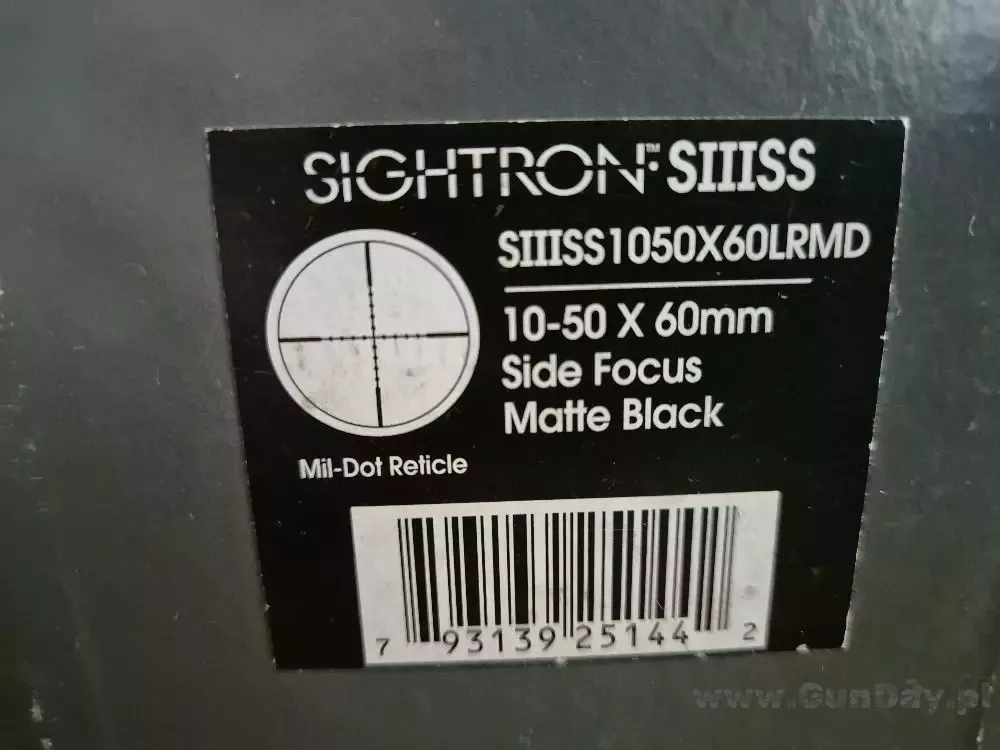 SIGHTRON™ SIIISS
SIIISS1050X60LRMD
10-50 X 60mm
Side Focus
Matte Black
Mil-Dot Reticle
7 93139 25144 2
www.GunDay.pl